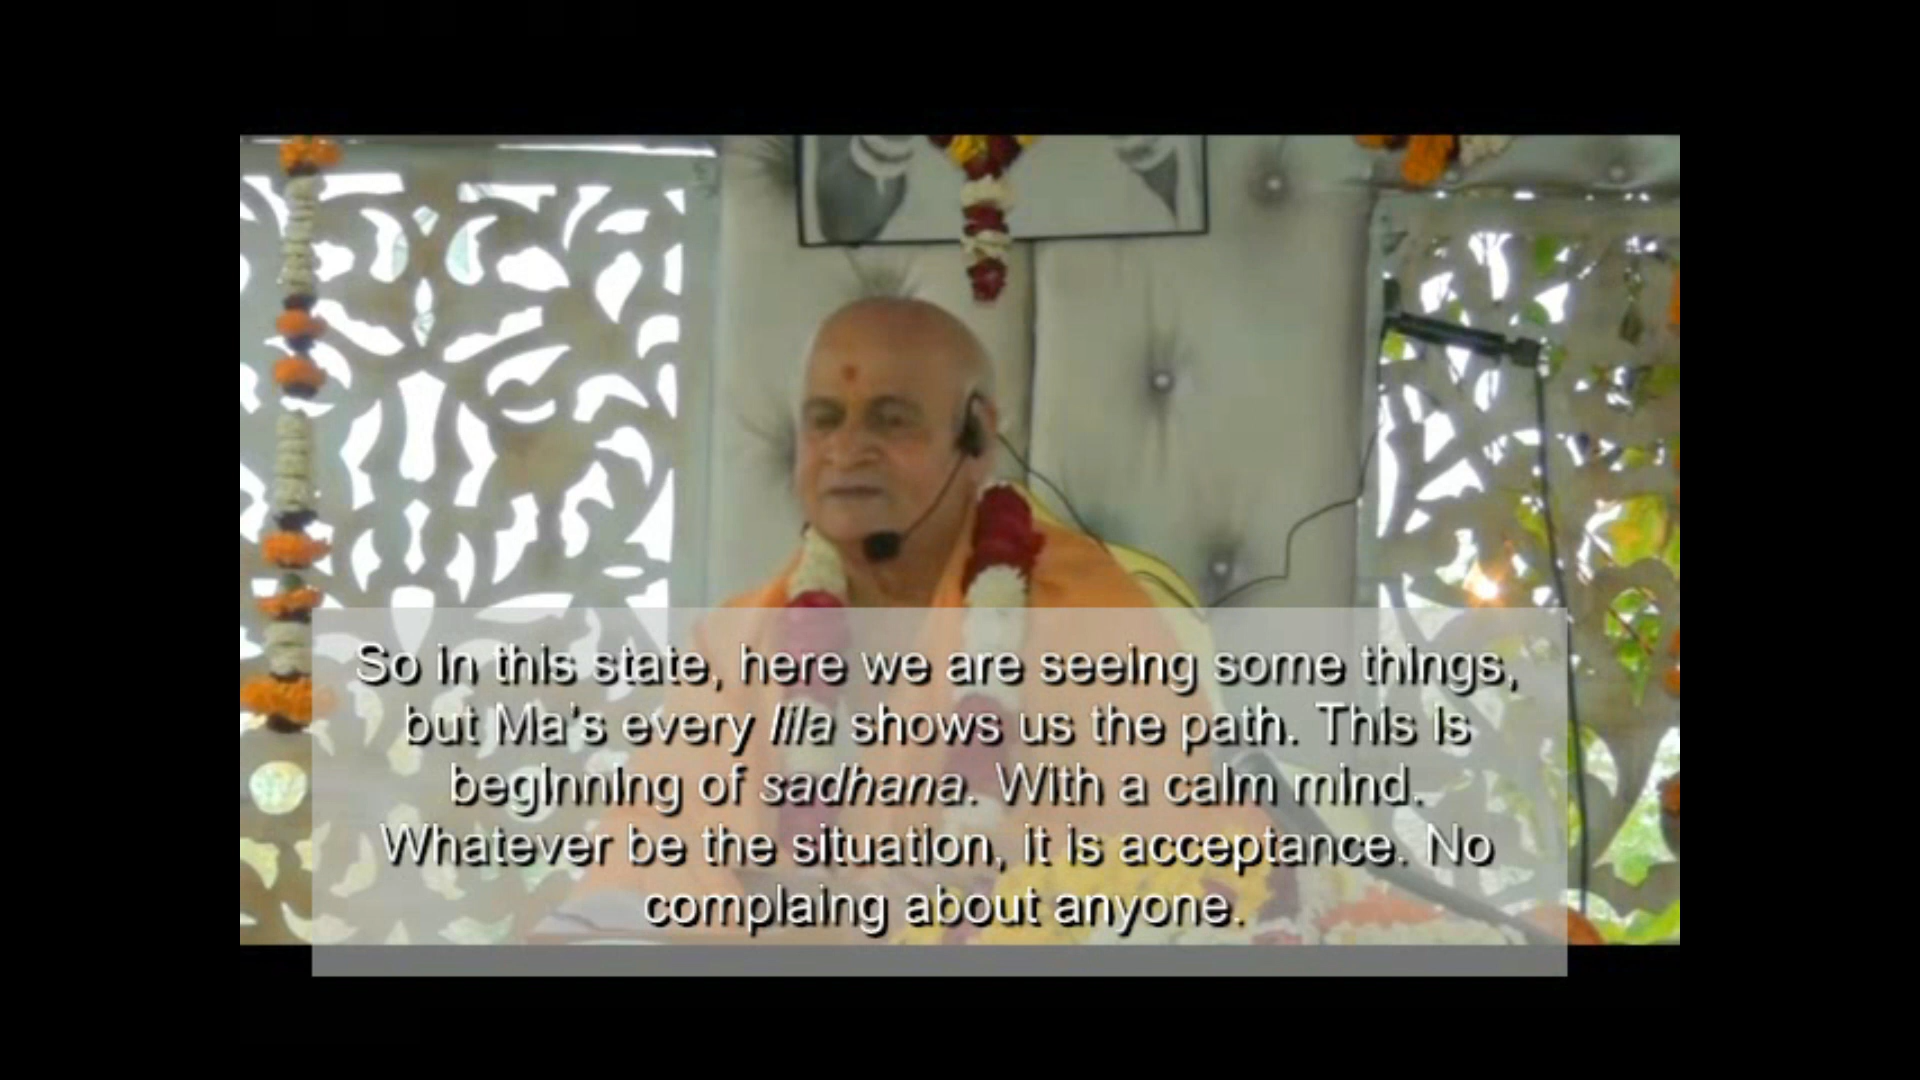 So in this state, here we are seeing some things,
but Ma's every lila shows us the path. This is
beginning of sadhana. With a calm mind.
Whatever be the situation, it is acceptance. No
complaing about anyone.